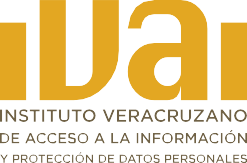 ivai
INSTITUTO VERACRUZANO
DE ACCESO A LA INFORMACIÓN
Y PROTECCIÓN DE DATOS PERSONALES